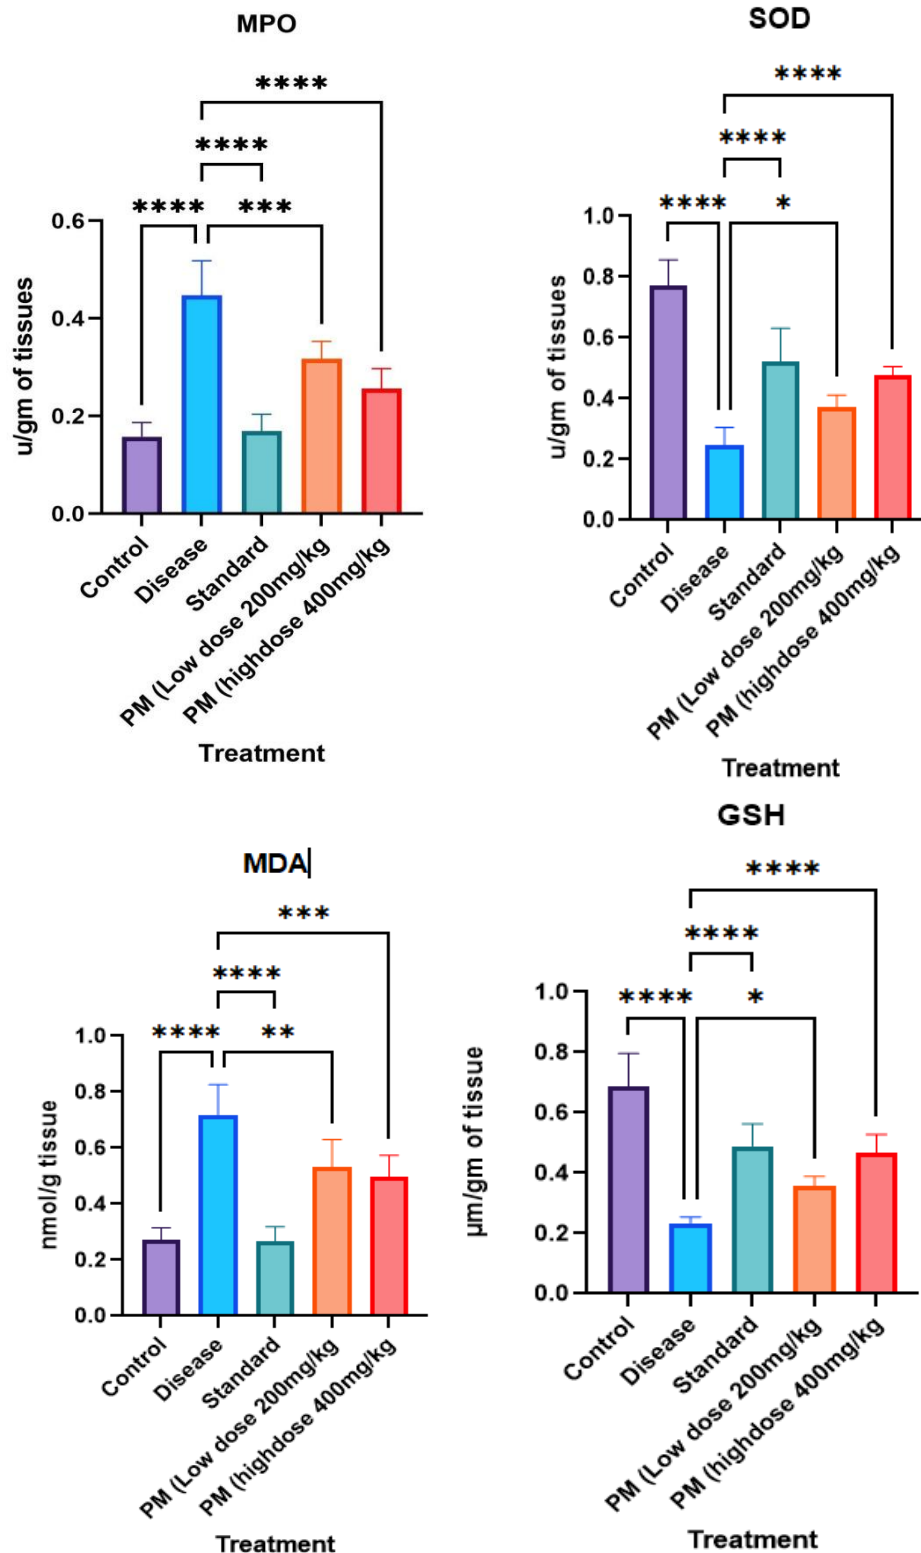 MPO
****
****
**** ***
0.6
0.4
0.2
0.0
u/gm of tissues
Control
Disease
Standard
PM (Low dose 200mg/kg
PM (highdose 400mg/kg
Treatment
SOD
****
****
**** *
1.0
0.8
0.6
0.4
0.2
0.0
u/gm of tissues
Control
Disease
Standard
PM (Low dose 200mg/kg
PM (highdose 400mg/kg
Treatment
MDA
***
****
**** **
1.0
0.8
0.6
0.4
0.2
0.0
nmol/g tissue
Control
Disease
Standard
PM (Low dose 200mg/kg
PM (highdose 400mg/kg
Treatment
GSH
****
****
**** *
1.0
0.8
0.6
0.4
0.2
0.0
µm/gm of tissue
Control
Disease
Standard
PM (Low dose 200mg/kg
PM (highdose 400mg/kg
Treatment